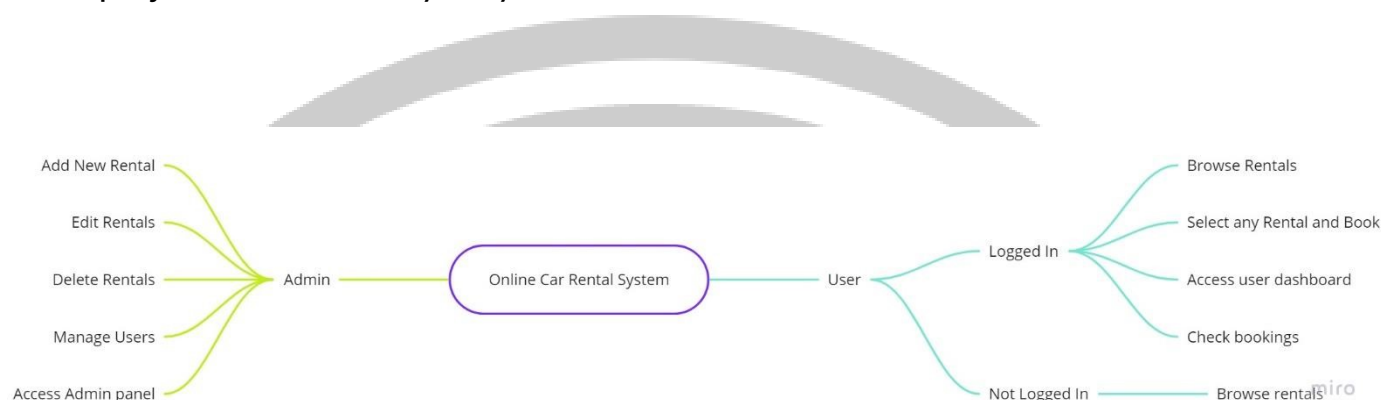 Add New Rental
Edit Rentals
Delete Rentals
Manage Users
Access Admin panel
Admin
Online Car Rental System
User
Logged In
Not Logged In
Browse Rentals
Select any Rental and Book
Access user dashboard
Check bookings
Browse rentals
miro